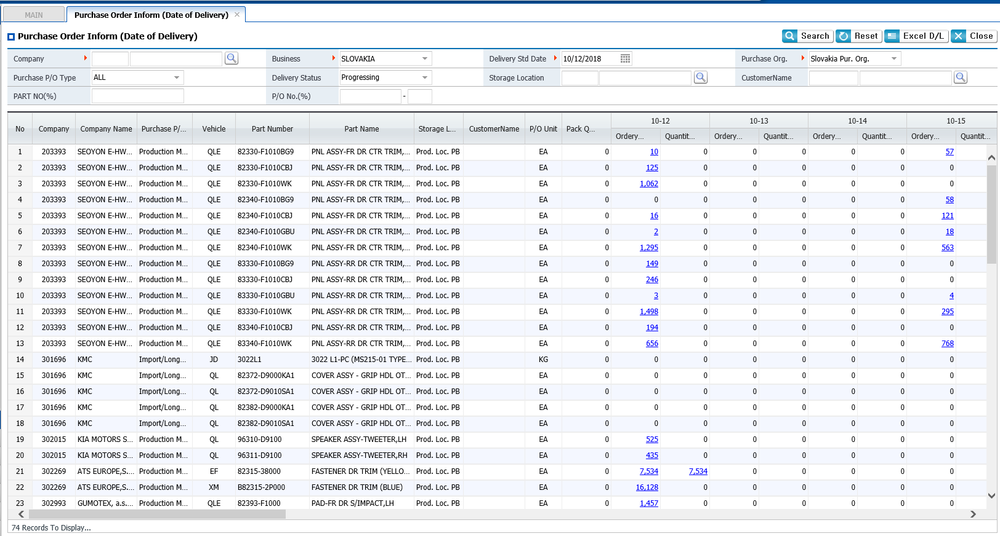 MAIN
Purchase Order Inform (Date of Delivery)
Purchase Order Inform (Date of Delivery)
Search Reset Excel D/L Close
Company Business SLOVAKIA Delivery Std Date 10/12/2018 Purchase Org. Slovakia Pur. Org.
Purchase P/O Type ALL Delivery Status Progressing Storage Location CustomerName
PART NO(%) P/O No.(%) -
No Company Company Name Purchase P/... Vehicle Part Number Part Name Storage L... CustomerName P/O Unit Pack Q... 10-12 10-13 10-14 10-15
Ordery... Quantit... Ordery... Quantit... Ordery... Quantit... Ordery... Quantit...
1 203393 SEOYON E-HW... Production M... QLE 82330-F1010BG9 PNL ASSY-FR DR CTR TRIM,... Prod. Loc. PB EA 0 10 0 0 0 0 0 57
2 203393 SEOYON E-HW... Production M... QLE 82330-F1010CBJ PNL ASSY-FR DR CTR TRIM,... Prod. Loc. PB EA 0 125 0 0 0 0 0 0
3 203393 SEOYON E-HW... Production M... QLE 82330-F1010WK PNL ASSY-FR DR CTR TRIM,... Prod. Loc. PB EA 0 1,062 0 0 0 0 0 0
4 203393 SEOYON E-HW... Production M... QLE 82340-F1010BG9 PNL ASSY-FR DR CTR TRIM,... Prod. Loc. PB EA 0 0 0 0 0 0 0 58
5 203393 SEOYON E-HW... Production M... QLE 82340-F1010CBJ PNL ASSY-FR DR CTR TRIM,... Prod. Loc. PB EA 0 16 0 0 0 0 0 121
6 203393 SEOYON E-HW... Production M... QLE 82340-F1010GBU PNL ASSY-FR DR CTR TRIM,... Prod. Loc. PB EA 0 2 0 0 0 0 0 18
7 203393 SEOYON E-HW... Production M... QLE 82340-F1010WK PNL ASSY-FR DR CTR TRIM,... Prod. Loc. PB EA 0 1,295 0 0 0 0 0 563
8 203393 SEOYON E-HW... Production M... QLE 83330-F1010BG9 PNL ASSY-RR DR CTR TRIM,... Prod. Loc. PB EA 0 149 0 0 0 0 0 0
9 203393 SEOYON E-HW... Production M... QLE 83330-F1010CBJ PNL ASSY-RR DR CTR TRIM,... Prod. Loc. PB EA 0 246 0 0 0 0 0 0
10 203393 SEOYON E-HW... Production M... QLE 83330-F1010GBU PNL ASSY-RR DR CTR TRIM,... Prod. Loc. PB EA 0 3 0 0 0 0 0 4
11 203393 SEOYON E-HW... Production M... QLE 83330-F1010WK PNL ASSY-RR DR CTR TRIM,... Prod. Loc. PB EA 0 1,498 0 0 0 0 0 295
12 203393 SEOYON E-HW... Production M... QLE 83340-F1010CBJ PNL ASSY-RR DR CTR TRIM,... Prod. Loc. PB EA 0 194 0 0 0 0 0 0
13 203393 SEOYON E-HW... Production M... QLE 83340-F1010WK PNL ASSY-RR DR CTR TRIM,... Prod. Loc. PB EA 0 656 0 0 0 0 0 768
14 301696 KMC Import/Long... JD 3022L1 3022 L1-PC (MS215-01 TYPE... Prod. Loc. PB KG 0 0 0 0 0 0 0 0
15 301696 KMC Import/Long... QL 82372-D9000KA1 COVER ASSY - GRIP HDL OT... Prod. Loc. PB EA 0 0 0 0 0 0 0 0
16 301696 KMC Import/Long... QL 82372-D9010SA1 COVER ASSY - GRIP HDL OT... Prod. Loc. PB EA 0 0 0 0 0 0 0 0
17 301696 KMC Import/Long... QL 82382-D9000KA1 COVER ASSY - GRIP HDL OT... Prod. Loc. PB EA 0 0 0 0 0 0 0 0
18 301696 KMC Import/Long... QL 82382-D9010SA1 COVER ASSY - GRIP HDL OT... Prod. Loc. PB EA 0 0 0 0 0 0 0 0
19 302015 KIA MOTORS S... Production M... QL 96310-D9100 SPEAKER ASSY-TWEETER,LH Prod. Loc. PB EA 0 525 0 0 0 0 0 0
20 302015 KIA MOTORS S... Production M... QL 96311-D9100 SPEAKER ASSY-TWEETER,RH Prod. Loc. PB EA 0 435 0 0 0 0 0 0
21 302269 ATS EUROPE,S.... Production M... EF 82315-38000 FASTENER DR TRIM (YELLO... Prod. Loc. PB EA 0 7,534 7,534 0 0 0 0 0
22 302269 ATS EUROPE,S.... Production M... XM B82315-2P000 FASTENER DR TRIM (BLUE) Prod. Loc. PB EA 0 16,128 0 0 0 0 0 0
23 302993 GUMOTEX, a.s.... Production M... QLE 82393-F1000 PAD-FR DR S/IMPACT,LH Prod. Loc. PB EA 0 1,457 0 0 0 0 0 0
74 Records To Display...